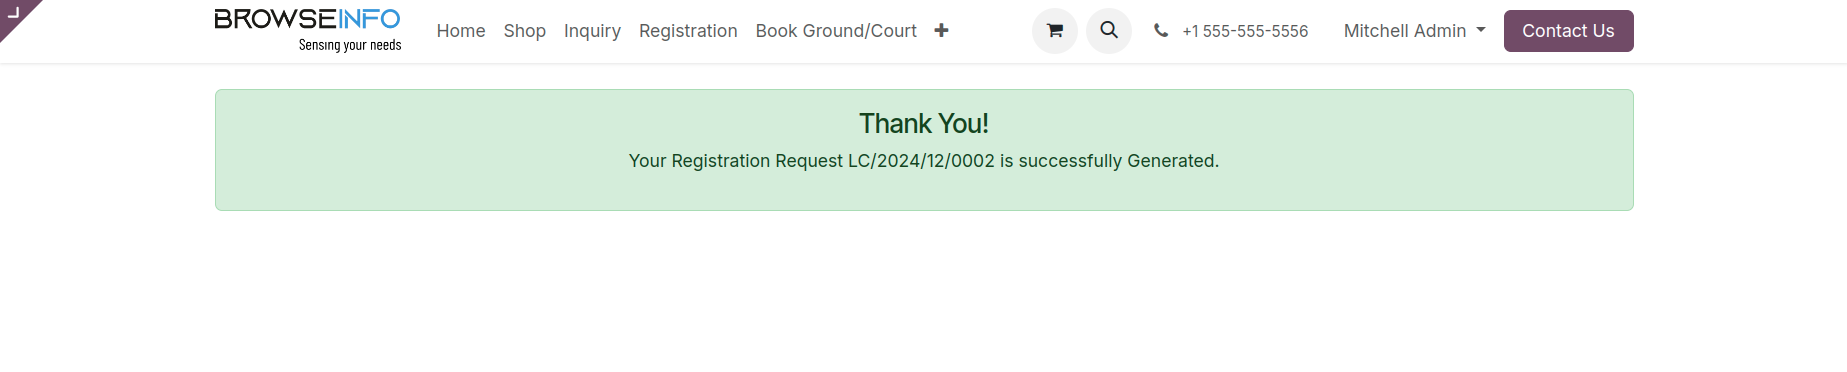 BROWSEINFO
Sensing your needs
Home Shop Inquiry Registration Book Ground/Court
+1 555-555-5556
Mitchell Admin
Contact Us
Thank You!
Your Registration Request LC/2024/12/0002 is successfully Generated.